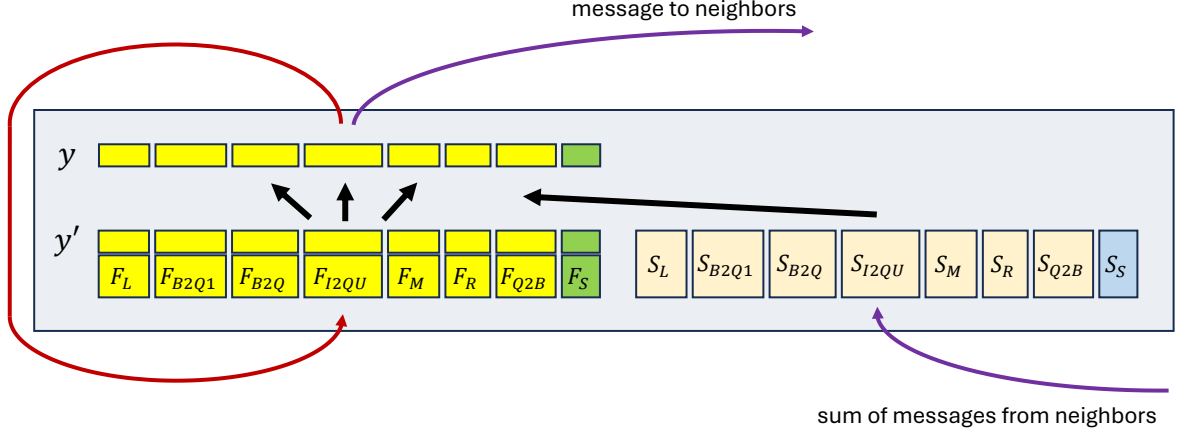 message to neighbors
y
y′
F_L F_B2Q1 F_B2Q F_I2QU F_M F_R F_Q2B F_S S_L S_B2Q1 S_B2Q S_I2QU S_M S_R S_Q2B S_S
sum of messages from neighbors